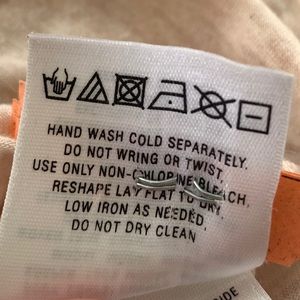 HAND WASH COLD SEPARATELY.
DO NOT WRING OR TWIST.
USE ONLY NON-CHLORINE BLEACH.
RESHAPE LAY FLAT TO DRY.
LOW IRON AS NEEDED.
DO NOT DRY CLEAN